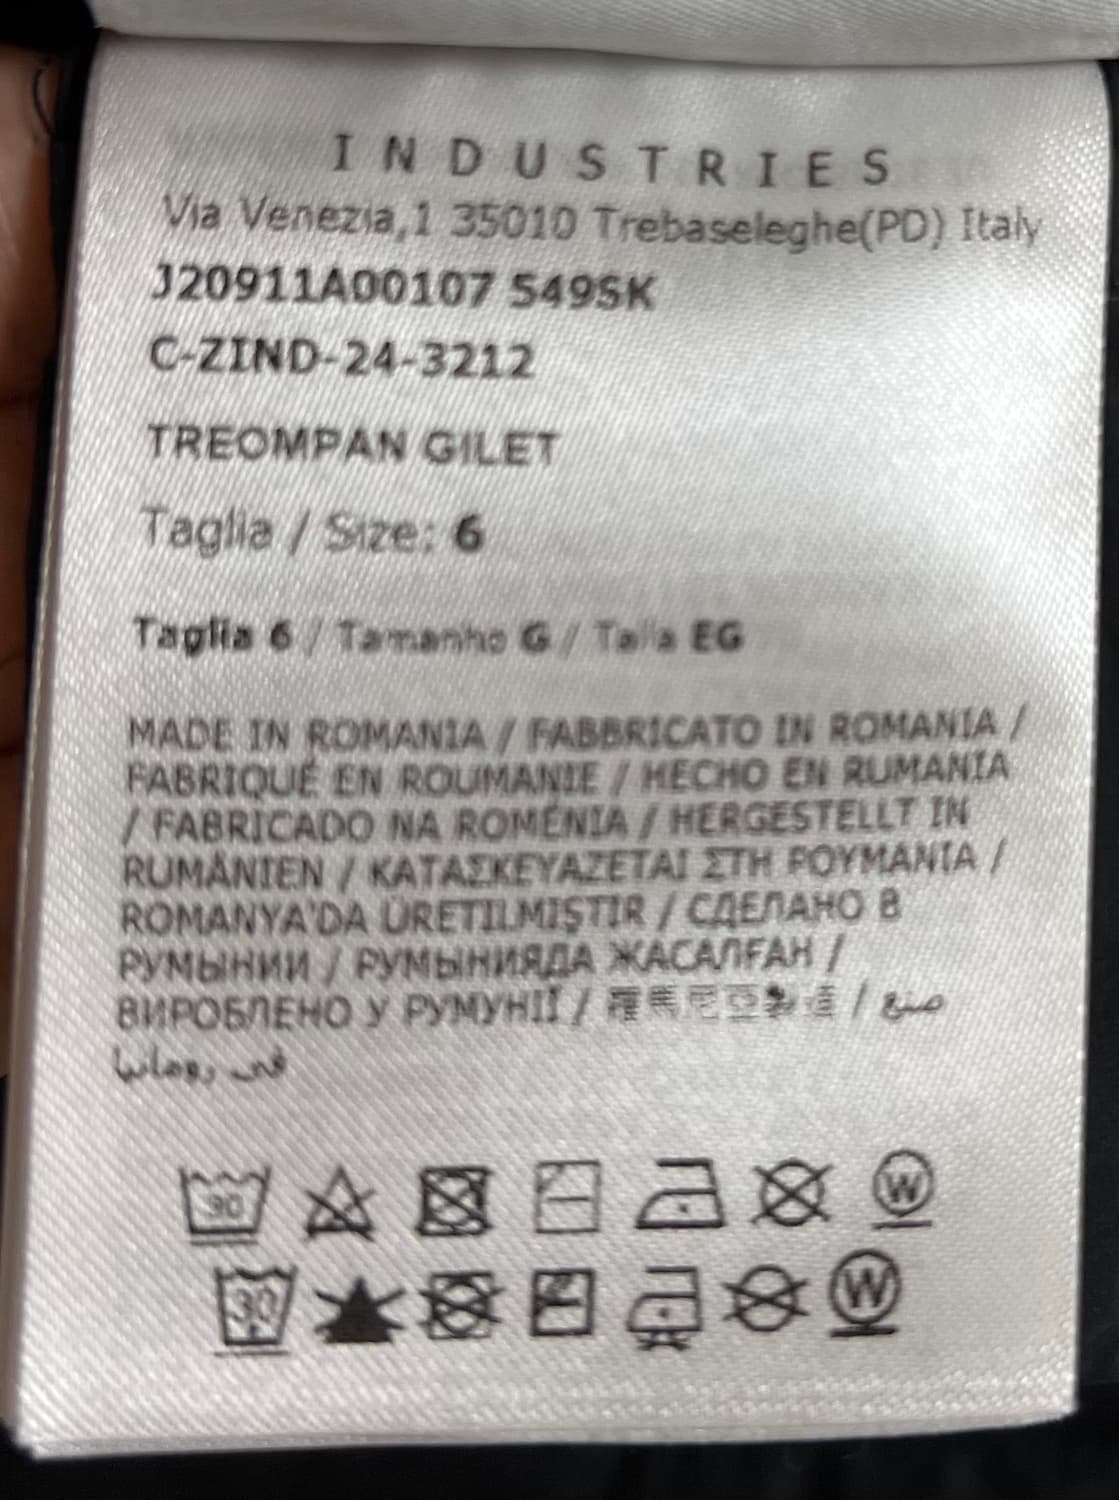 INDUSTRIES
Via Venezia,1 35010 Trebaseleghe(PD) Italy
J20911A00107 549SK
C-ZIND-24-3212
TREOMPAN GILET
Taglia / Size: 6
Taglia 6 / Tamanho G / Talla EG
MADE IN ROMANIA / FABBRICATO IN ROMANIA /
FABRIQUÉ EN ROUMANIE / HECHO EN RUMANIA
/ FABRICADO NA ROMÉNIA / HERGESTELLT IN
RUMÄNIEN / ΚΑΤΑΣΚΕΥΑΖΕΤΑΙ ΣΤΗ ΡΟΥΜΑΝΙΑ /
ROMANYA'DA ÜRETILMIŞTIR / СДЕЛАНО В
РУМЫНИИ / РУМЫНИЯДА ЖАСАЛҒАН /
ВИРОБЛЕНО У РУМУНІЇ / 羅馬尼亞製造 / صنع
في رومانيا
30 W
30 W